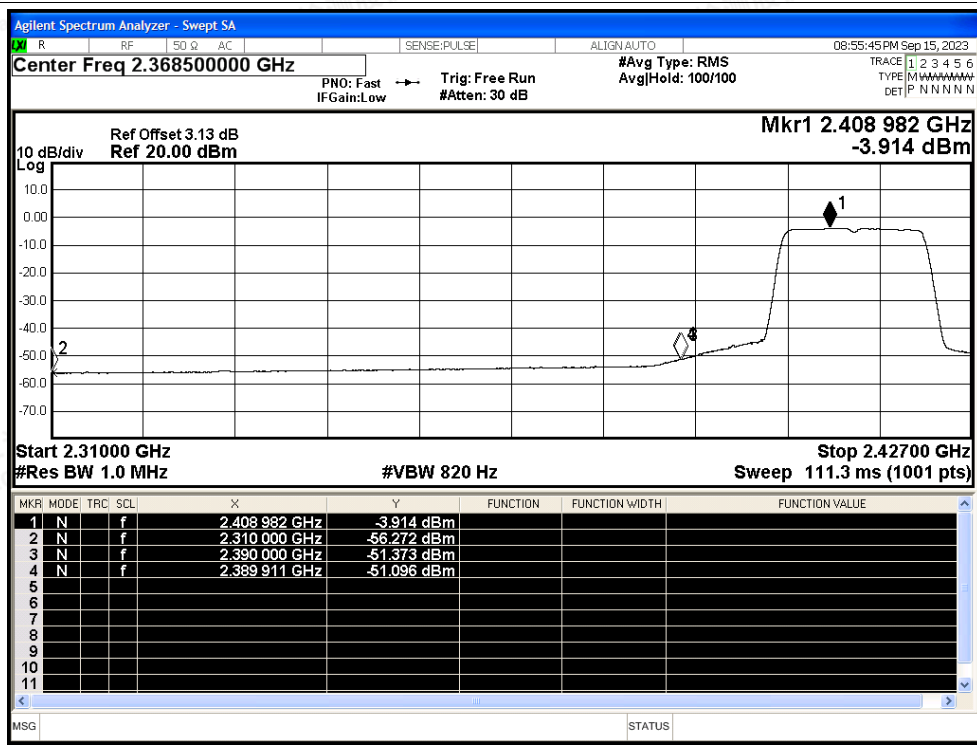 Agilent Spectrum Analyzer - Swept SA
LXI R RF 50 Ω AC SENSE:PULSE ALIGN AUTO 08:55:45 PM Sep 15, 2023
Center Freq 2.368500000 GHz
PNO: Fast
IFGain:Low
Trig: Free Run
#Atten: 30 dB
#Avg Type: RMS
Avg|Hold: 100/100
TRACE 1 2 3 4 5 6
TYPE M WWWWW
DET P N N N N N
10 dB/div
Log
Ref Offset 3.13 dB
Ref 20.00 dBm
Mkr1 2.408 982 GHz
-3.914 dBm
10.0
0.00
-10.0
-20.0
-30.0
-40.0
-50.0
-60.0
-70.0
1
2
Start 2.31000 GHz Stop 2.42700 GHz
#Res BW 1.0 MHz #VBW 820 Hz Sweep 111.3 ms (1001 pts)
MKR MODE TRC SCL X Y FUNCTION FUNCTION WIDTH FUNCTION VALUE
1 N f 2.408 982 GHz -3.914 dBm
2 N f 2.310 000 GHz -56.272 dBm
3 N f 2.390 000 GHz -51.373 dBm
4 N f 2.389 911 GHz -51.096 dBm
5
6
7
8
9
10
11
MSG STATUS